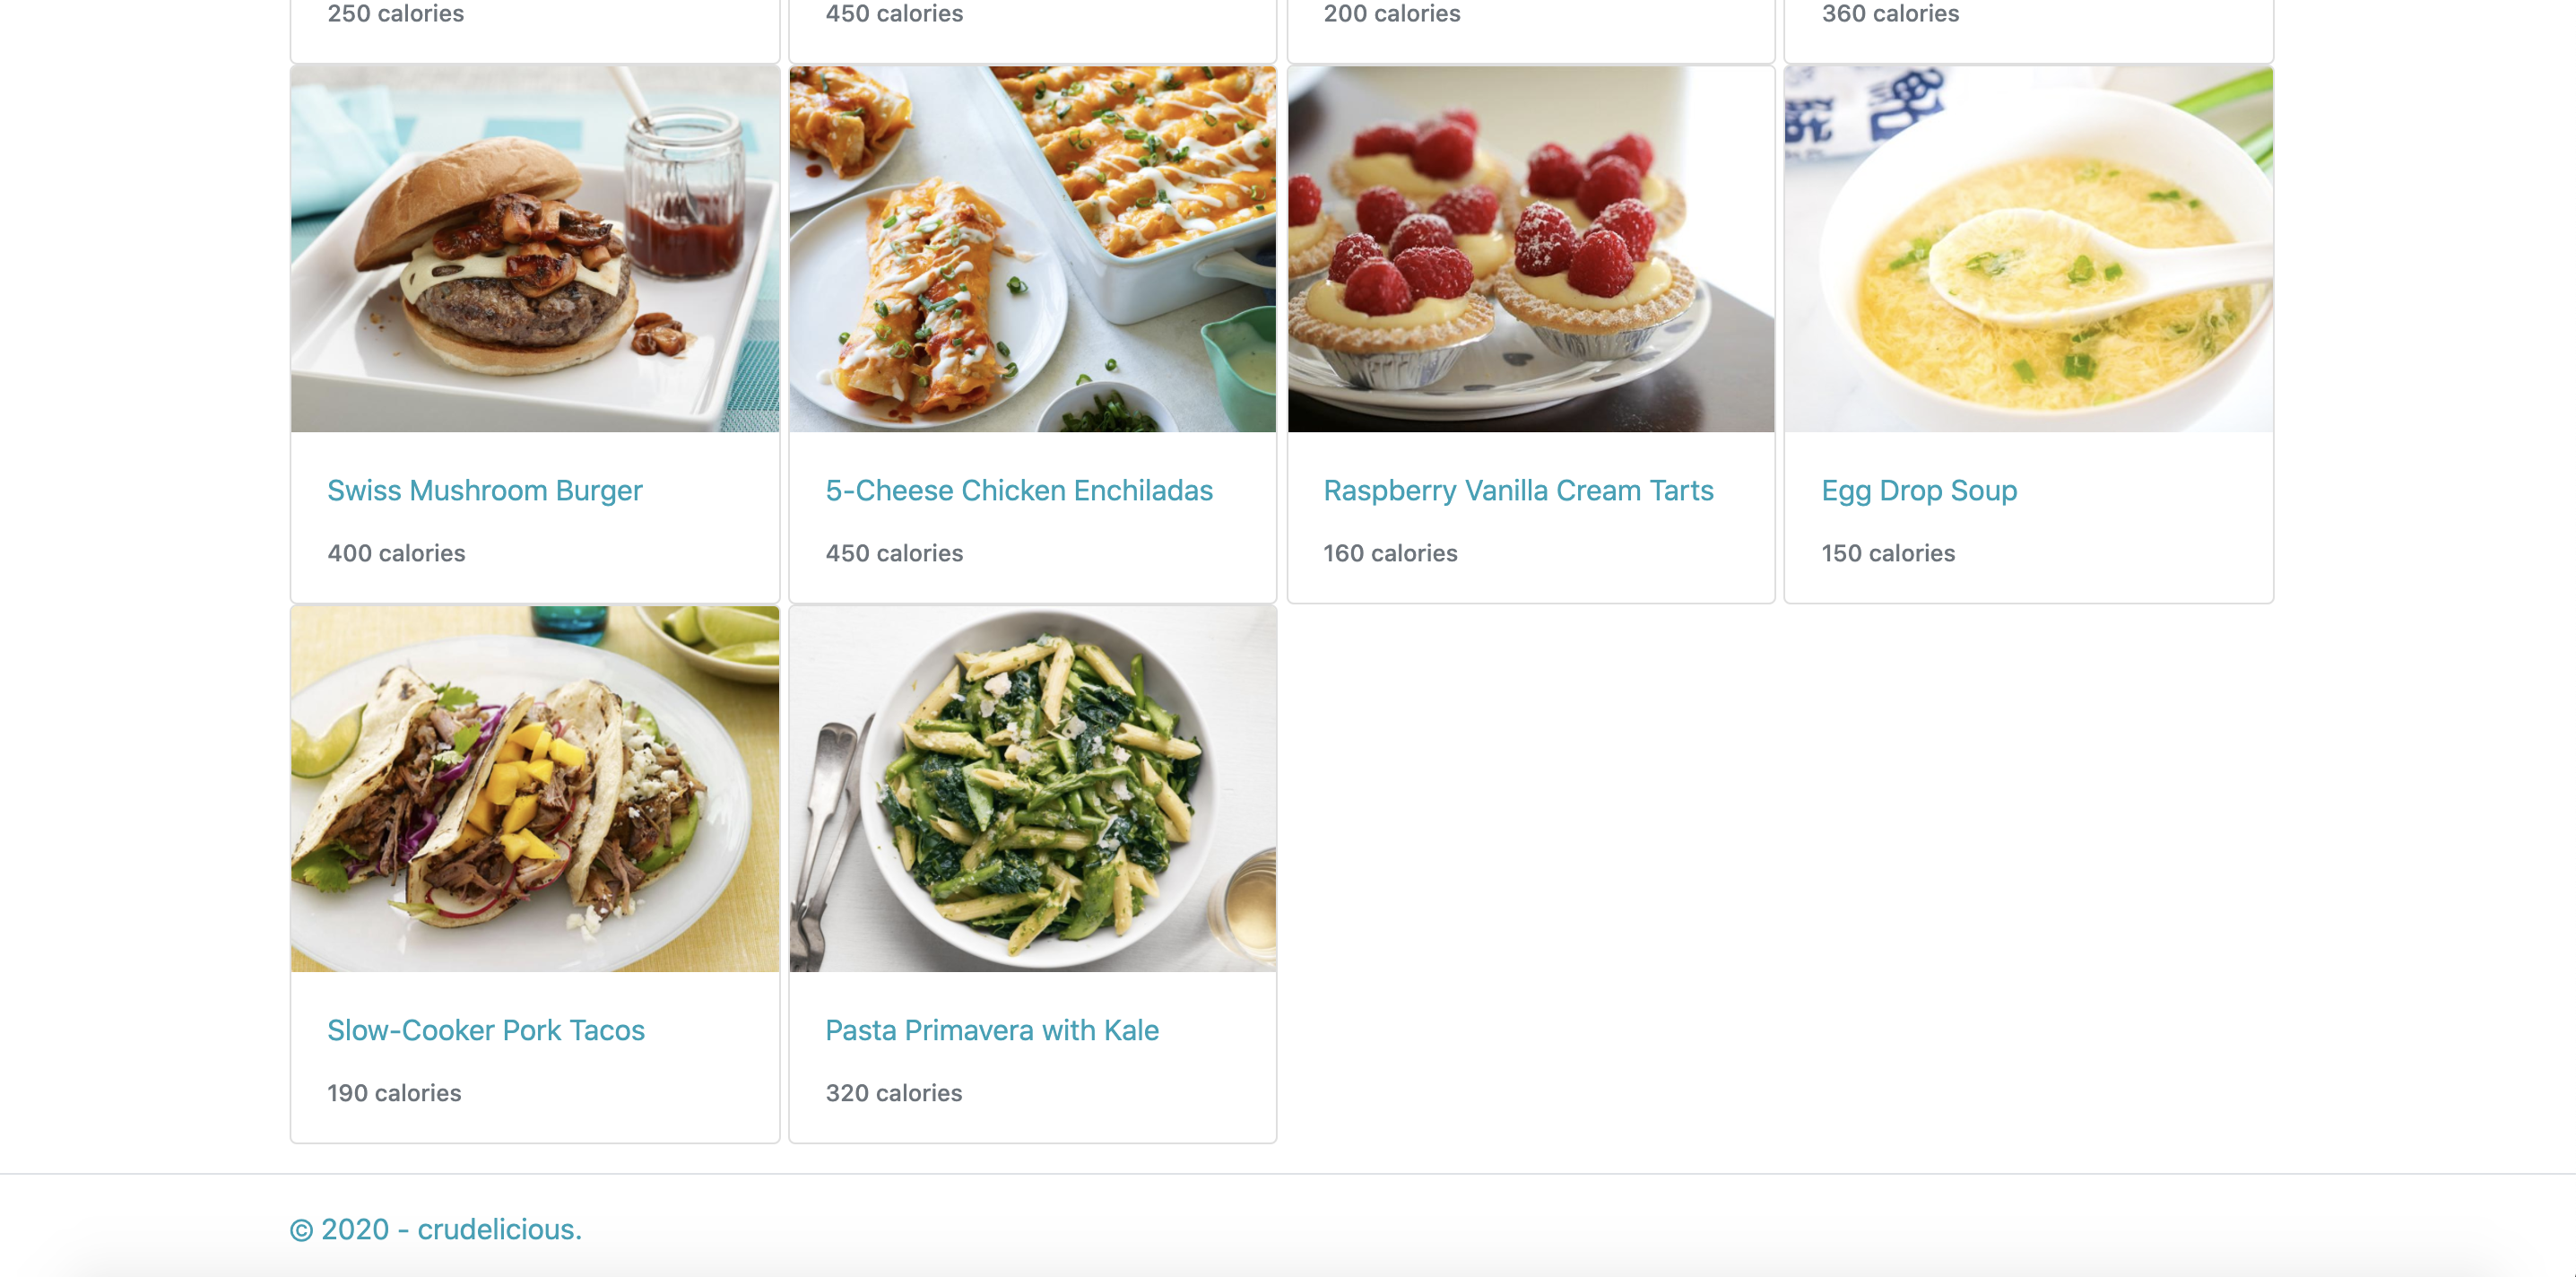 250 calories
450 calories
200 calories
360 calories
Swiss Mushroom Burger
5-Cheese Chicken Enchiladas
Raspberry Vanilla Cream Tarts
Egg Drop Soup
400 calories
450 calories
160 calories
150 calories
Slow-Cooker Pork Tacos
Pasta Primavera with Kale
190 calories
320 calories
© 2020 - crudelicious.